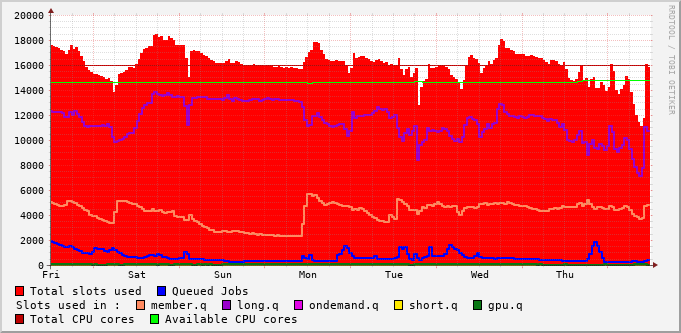 20000
18000
16000
14000
12000
10000
8000
6000
4000
2000
0
Fri Sat Sun Mon Tue Wed Thu
RRDTOOL / TOBI OETIKER
Total slots used Queued Jobs
Slots used in : member.q long.q ondemand.q short.q gpu.q
Total CPU cores Available CPU cores